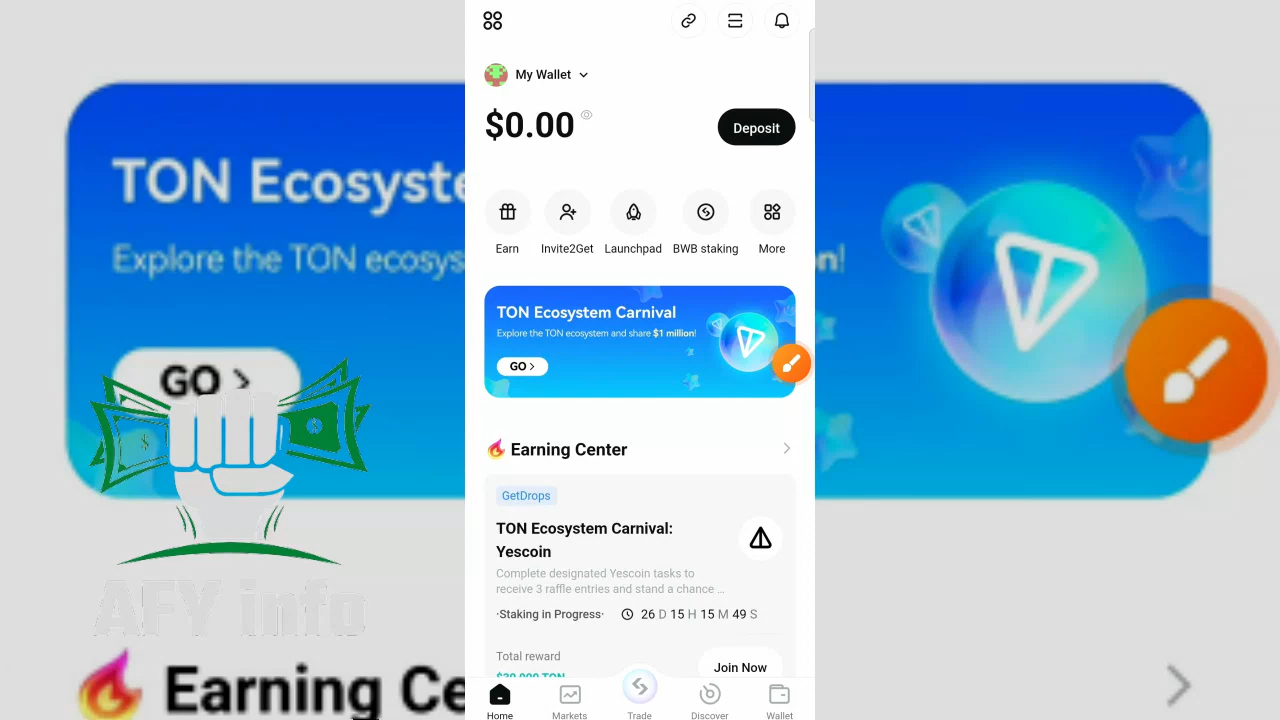 My Wallet
$0.00
Deposit
Earn
Invite2Get
Launchpad
BWB staking
More
TON Ecosystem Carnival
Explore the TON ecosystem and share $1 million!
GO >
Earning Center
GetDrops
TON Ecosystem Carnival:
Yescoin
Complete designated Yescoin tasks to
receive 3 raffle entries and stand a chance ...
·Staking in Progress·
26 D 15 H 15 M 49 S
Total reward
Join Now
Home
Markets
Trade
Discover
Wallet
TON Ecosyste
Explore the TON ecosys
n!
GO >
AFY info
Earning Ce